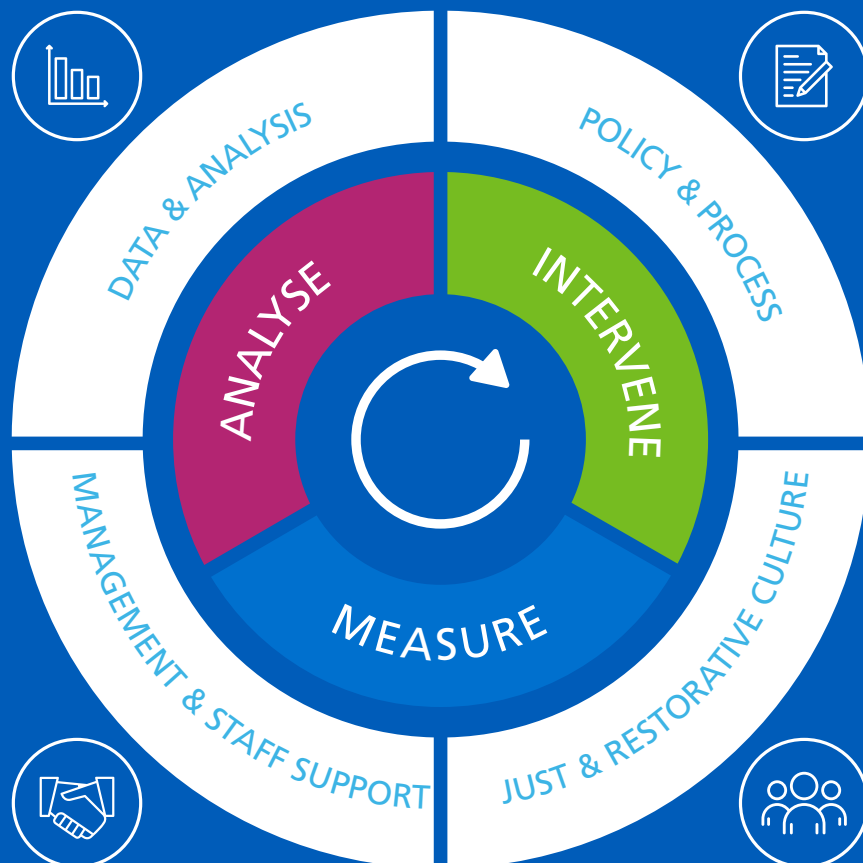 DATA & ANALYSIS
POLICY & PROCESS
ANALYSE
INTERVENE
MEASURE
MANAGEMENT & STAFF SUPPORT
JUST & RESTORATIVE CULTURE